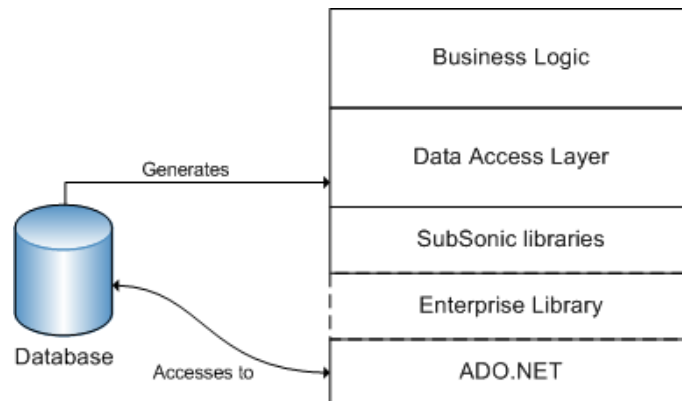 Business Logic
Generates
Data Access Layer
SubSonic libraries
Enterprise Library
Database
Accesses to
ADO.NET